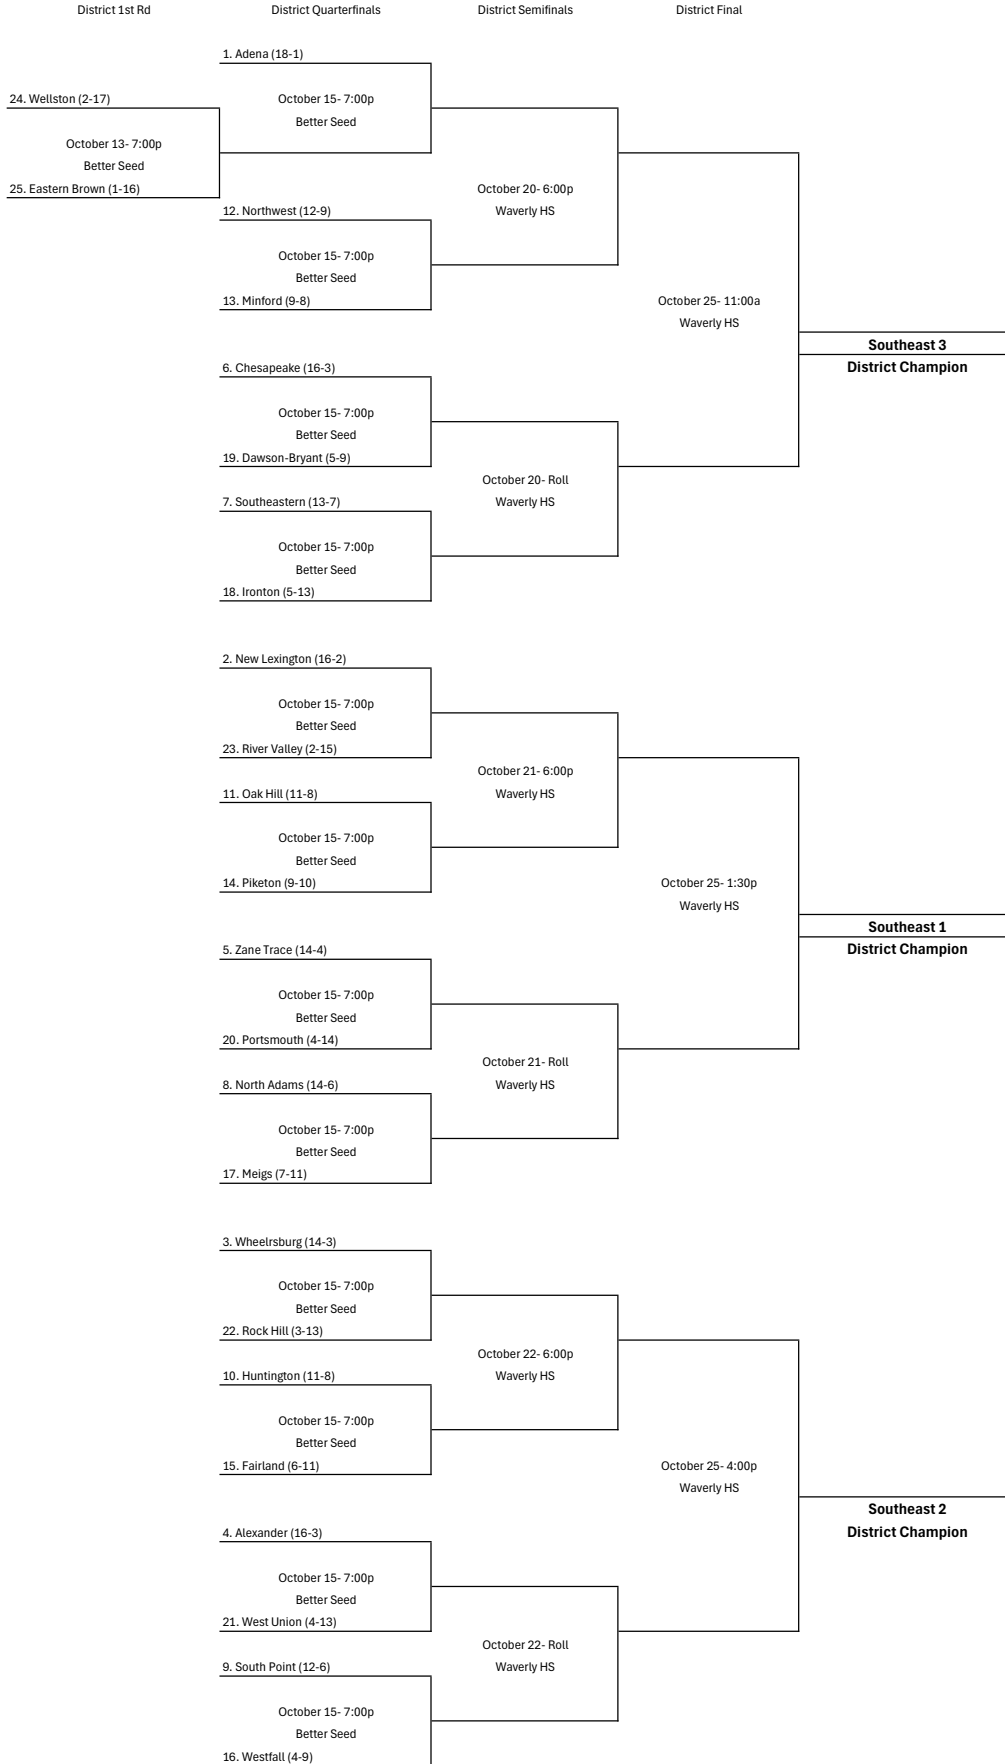 District 1st Rd District Quarterfinals District Semifinals District Final
1. Adena (18-1)
24. Wellston (2-17)
October 15- 7:00p
Better Seed
October 13- 7:00p
Better Seed
25. Eastern Brown (1-16)
October 20- 6:00p
Waverly HS
12. Northwest (12-9)
October 15- 7:00p
Better Seed
13. Minford (9-8)
October 25- 11:00a
Waverly HS
Southeast 3
District Champion
6. Chesapeake (16-3)
October 15- 7:00p
Better Seed
19. Dawson-Bryant (5-9)
October 20- Roll
Waverly HS
7. Southeastern (13-7)
October 15- 7:00p
Better Seed
18. Ironton (5-13)
2. New Lexington (16-2)
October 15- 7:00p
Better Seed
23. River Valley (2-15)
October 21- 6:00p
Waverly HS
11. Oak Hill (11-8)
October 15- 7:00p
Better Seed
14. Piketon (9-10)
October 25- 1:30p
Waverly HS
Southeast 1
District Champion
5. Zane Trace (14-4)
October 15- 7:00p
Better Seed
20. Portsmouth (4-14)
October 21- Roll
Waverly HS
8. North Adams (14-6)
October 15- 7:00p
Better Seed
17. Meigs (7-11)
3. Wheelrsburg (14-3)
October 15- 7:00p
Better Seed
22. Rock Hill (3-13)
October 22- 6:00p
Waverly HS
10. Huntington (11-8)
October 15- 7:00p
Better Seed
15. Fairland (6-11)
October 25- 4:00p
Waverly HS
Southeast 2
District Champion
4. Alexander (16-3)
October 15- 7:00p
Better Seed
21. West Union (4-13)
October 22- Roll
Waverly HS
9. South Point (12-6)
October 15- 7:00p
Better Seed
16. Westfall (4-9)